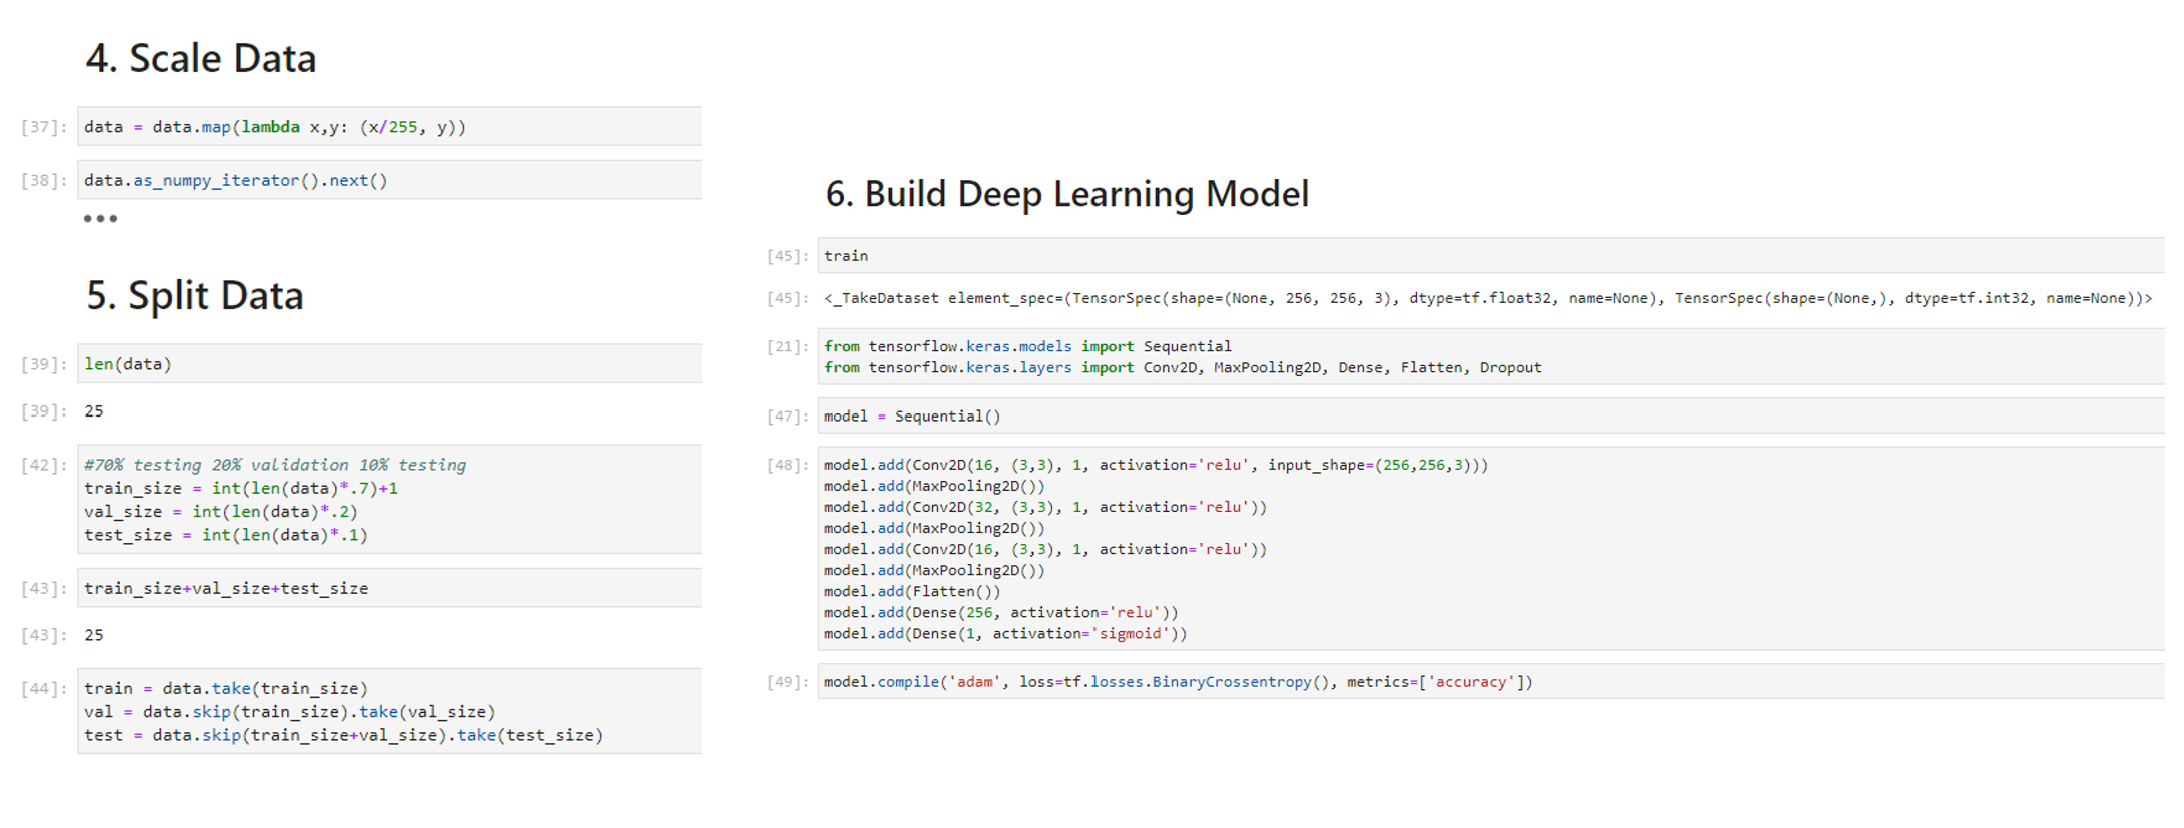 4. Scale Data
[37]: data = data.map(lambda x,y: (x/255, y))
[38]: data.as_numpy_iterator().next()
•••
5. Split Data
[39]: len(data)
[39]: 25
[42]: #70% testing 20% validation 10% testing
train_size = int(len(data)*.7)+1
val_size = int(len(data)*.2)
test_size = int(len(data)*.1)
[43]: train_size+val_size+test_size
[43]: 25
[44]: train = data.take(train_size)
val = data.skip(train_size).take(val_size)
test = data.skip(train_size+val_size).take(test_size)
6. Build Deep Learning Model
[45]: train
[45]: <_TakeDataset element_spec=(TensorSpec(shape=(None, 256, 256, 3), dtype=tf.float32, name=None), TensorSpec(shape=(None,), dtype=tf.int32, name=None))>
[21]: from tensorflow.keras.models import Sequential
from tensorflow.keras.layers import Conv2D, MaxPooling2D, Dense, Flatten, Dropout
[47]: model = Sequential()
[48]: model.add(Conv2D(16, (3,3), 1, activation='relu', input_shape=(256,256,3)))
model.add(MaxPooling2D())
model.add(Conv2D(32, (3,3), 1, activation='relu'))
model.add(MaxPooling2D())
model.add(Conv2D(16, (3,3), 1, activation='relu'))
model.add(MaxPooling2D())
model.add(Flatten())
model.add(Dense(256, activation='relu'))
model.add(Dense(1, activation='sigmoid'))
[49]: model.compile('adam', loss=tf.losses.BinaryCrossentropy(), metrics=['accuracy'])